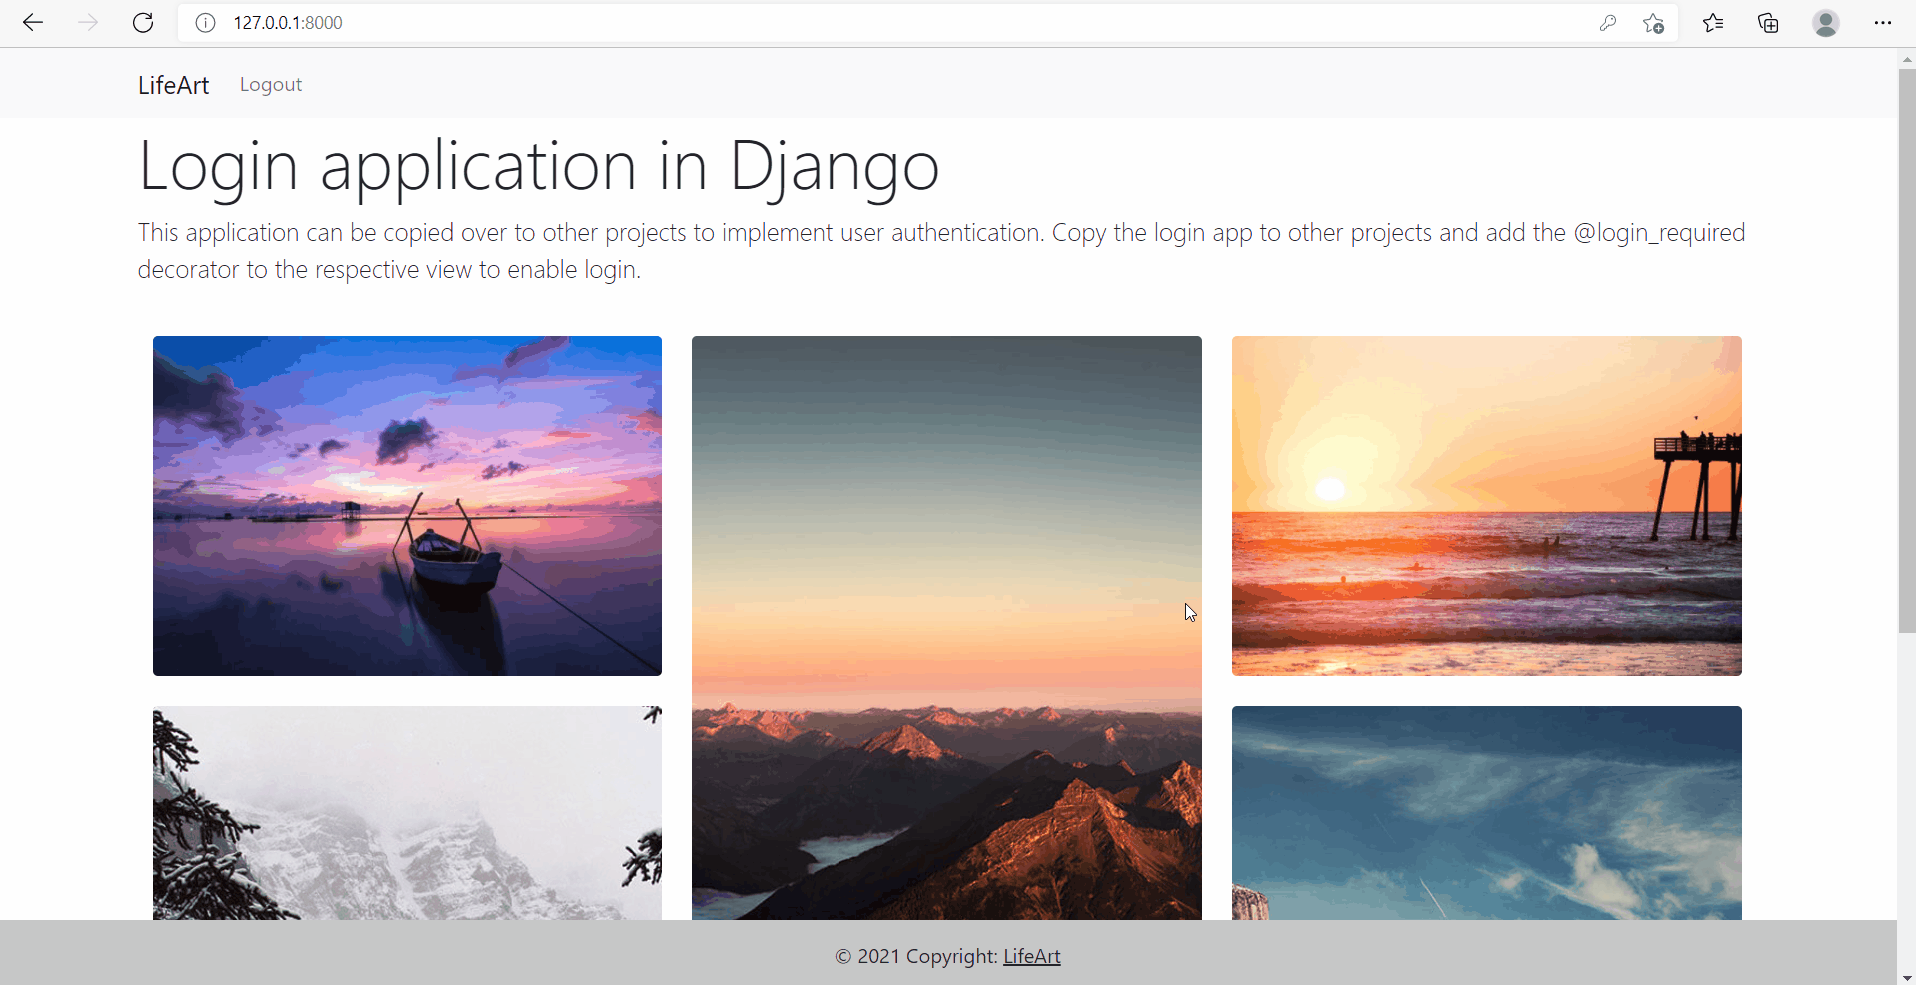 127.0.0.1:8000
LifeArt Logout
Login application in Django
This application can be copied over to other projects to implement user authentication. Copy the login app to other projects and add the @login_required
decorator to the respective view to enable login.
© 2021 Copyright: LifeArt